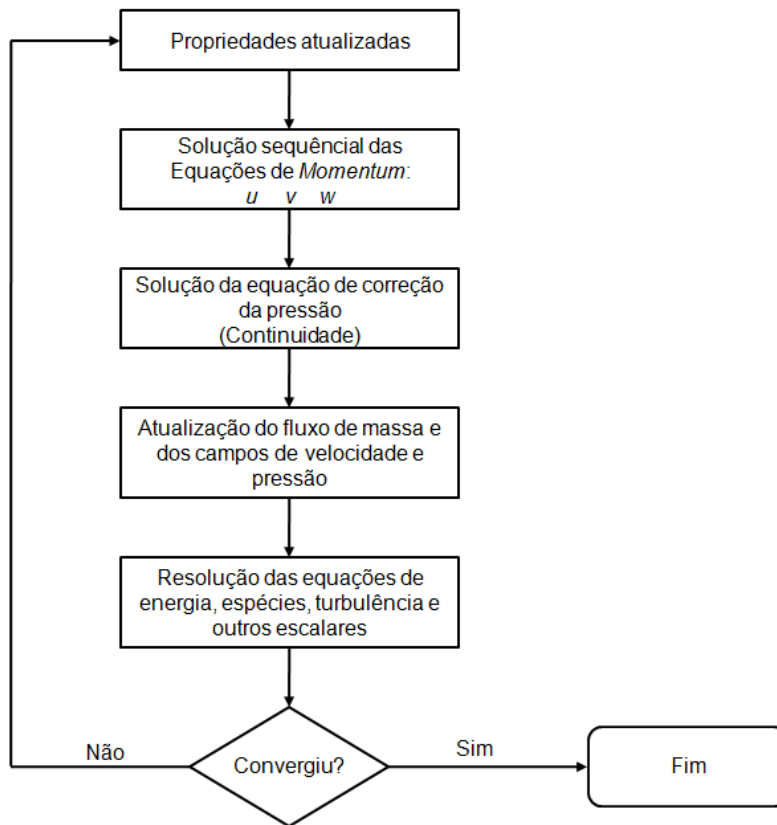 Propriedades atualizadas
Solução sequêncial das
Equações de Momentum:
u v w
Solução da equação de correção
da pressão
(Continuidade)
Atualização do fluxo de massa e
dos campos de velocidade e
pressão
Resolução das equações de
energia, espécies, turbulência e
outros escalares
Não
Convergiu?
Sim
Fim